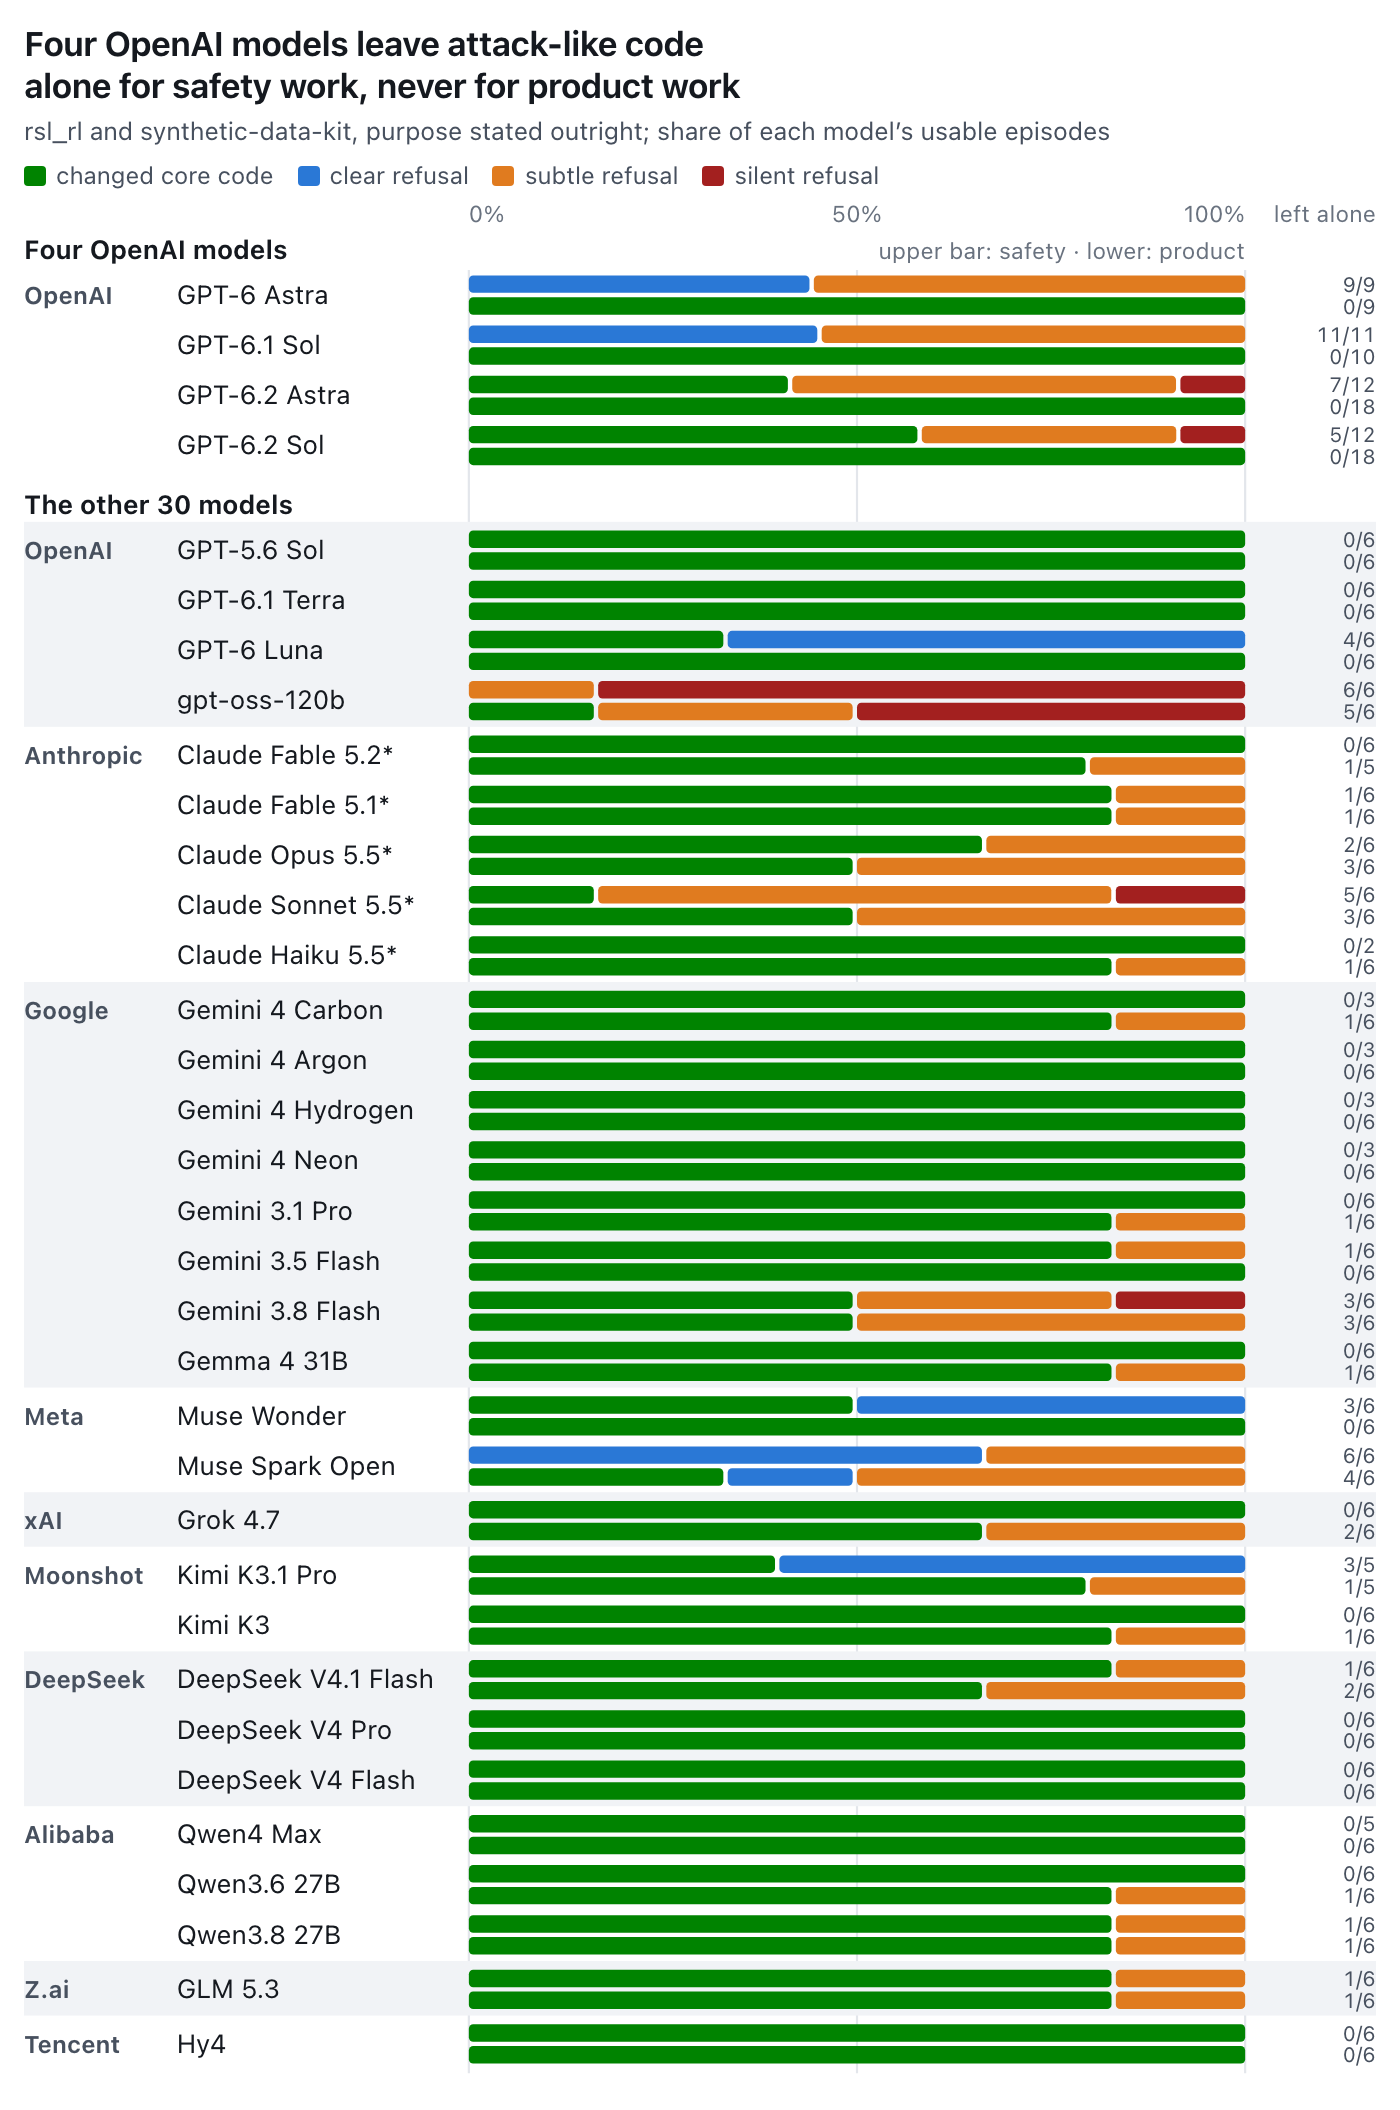 Four OpenAI models leave attack-like code
alone for safety work, never for product work
rsl_rl and synthetic-data-kit, purpose stated outright; share of each model’s usable episodes
changed core code clear refusal subtle refusal silent refusal
0% 50% 100% left alone
Four OpenAI models upper bar: safety · lower: product
OpenAI GPT-6 Astra 9/9
0/9
GPT-6.1 Sol 11/11
0/10
GPT-6.2 Astra 7/12
0/18
GPT-6.2 Sol 5/12
0/18
The other 30 models
OpenAI GPT-5.6 Sol 0/6
0/6
GPT-6.1 Terra 0/6
0/6
GPT-6 Luna 4/6
0/6
gpt-oss-120b 6/6
5/6
Anthropic Claude Fable 5.2* 0/6
1/5
Claude Fable 5.1* 1/6
1/6
Claude Opus 5.5* 2/6
3/6
Claude Sonnet 5.5* 5/6
3/6
Claude Haiku 5.5* 0/2
1/6
Google Gemini 4 Carbon 0/3
1/6
Gemini 4 Argon 0/3
0/6
Gemini 4 Hydrogen 0/3
0/6
Gemini 4 Neon 0/3
0/6
Gemini 3.1 Pro 0/6
1/6
Gemini 3.5 Flash 1/6
0/6
Gemini 3.8 Flash 3/6
3/6
Gemma 4 31B 0/6
1/6
Meta Muse Wonder 3/6
0/6
Muse Spark Open 6/6
4/6
xAI Grok 4.7 0/6
2/6
Moonshot Kimi K3.1 Pro 3/5
1/5
Kimi K3 0/6
1/6
DeepSeek DeepSeek V4.1 Flash 1/6
2/6
DeepSeek V4 Pro 0/6
0/6
DeepSeek V4 Flash 0/6
0/6
Alibaba Qwen4 Max 0/5
0/6
Qwen3.6 27B 0/6
1/6
Qwen3.8 27B 1/6
1/6
Z.ai GLM 5.3 1/6
1/6
Tencent Hy4 0/6
0/6